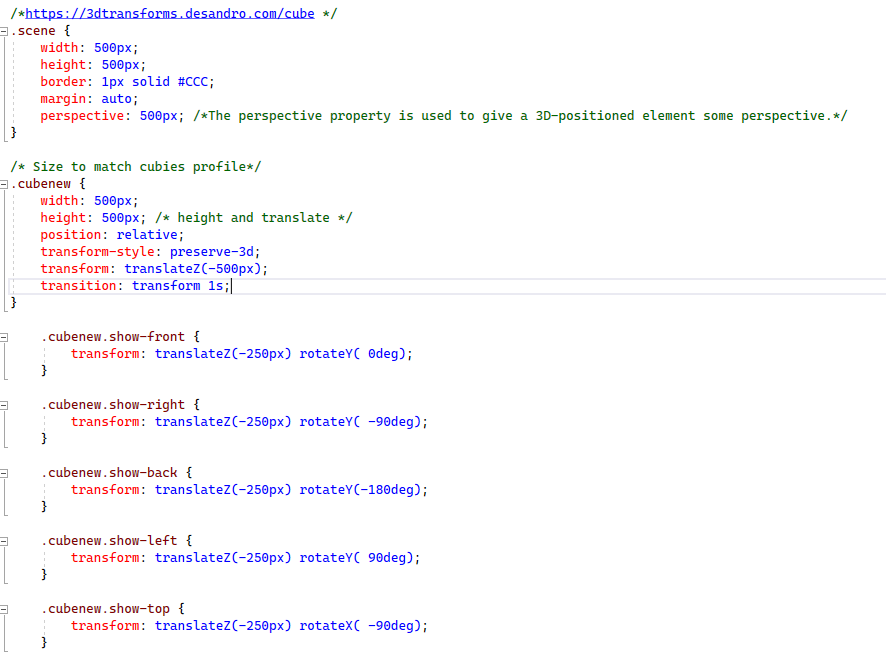 /*https://3dtransforms.desandro.com/cube */
.scene {
    width: 500px;
    height: 500px;
    border: 1px solid #CCC;
    margin: auto;
    perspective: 500px; /*The perspective property is used to give a 3D-positioned element some perspective.*/
}

/* Size to match cubies profile*/
.cubenew {
    width: 500px;
    height: 500px; /* height and translate */
    position: relative;
    transform-style: preserve-3d;
    transform: translateZ(-500px);
    transition: transform 1s;
}

    .cubenew.show-front {
        transform: translateZ(-250px) rotateY( 0deg);
    }

    .cubenew.show-right {
        transform: translateZ(-250px) rotateY( -90deg);
    }

    .cubenew.show-back {
        transform: translateZ(-250px) rotateY(-180deg);
    }

    .cubenew.show-left {
        transform: translateZ(-250px) rotateY( 90deg);
    }

    .cubenew.show-top {
        transform: translateZ(-250px) rotateX( -90deg);
    }